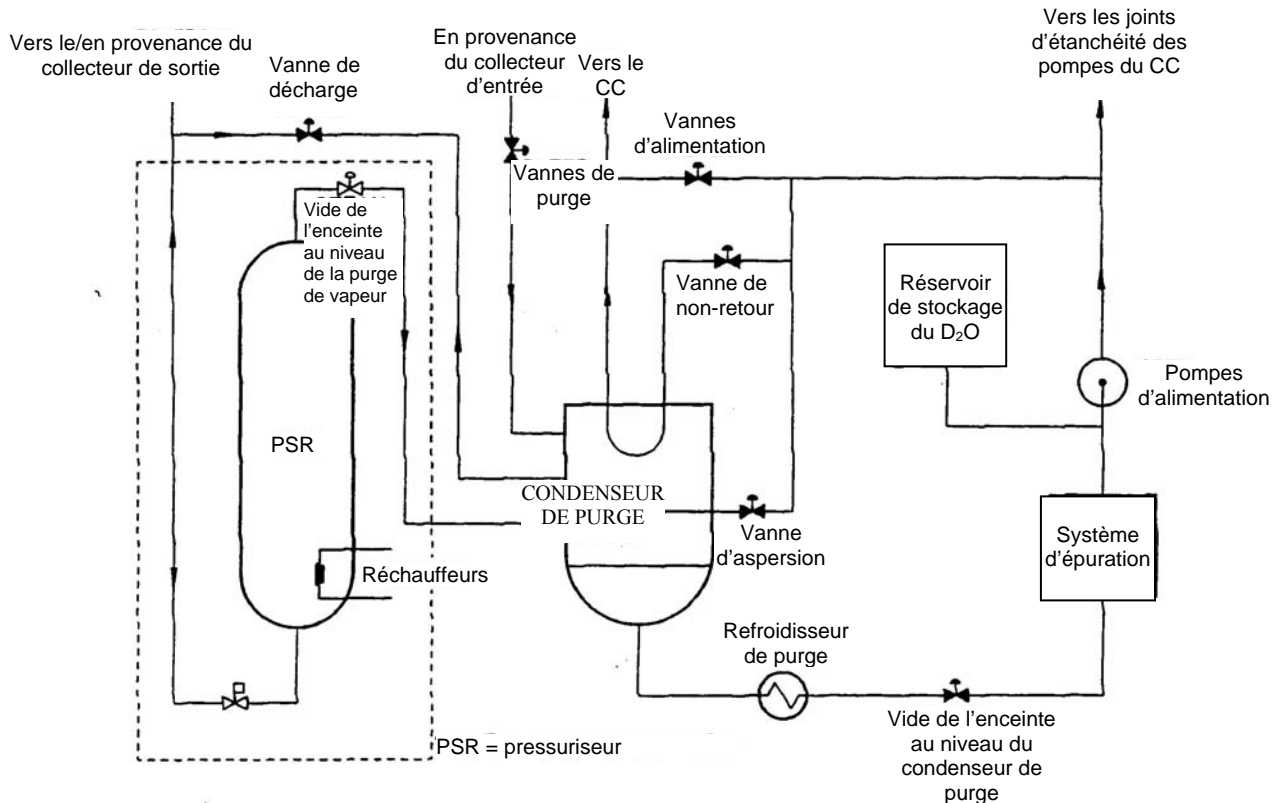 Vers le/en provenance du
collecteur de sortie
Vanne de
décharge
En provenance
du collecteur
d'entrée
Vers le
CC
Vers les joints
d'étanchéité des
pompes du CC
Vannes
d'alimentation
Vannes de
purge
Vide de
l'enceinte
au niveau
de la purge
de vapeur
Vanne de
non-retour
Réservoir
de stockage
du D₂O
Pompes
d'alimentation
PSR
CONDENSEUR
DE PURGE
Vanne
d'aspersion
Système
d'épuration
Réchauffeurs
Refroidisseur
de purge
Vide de l'enceinte
au niveau du
condenseur de
purge
PSR = pressuriseur